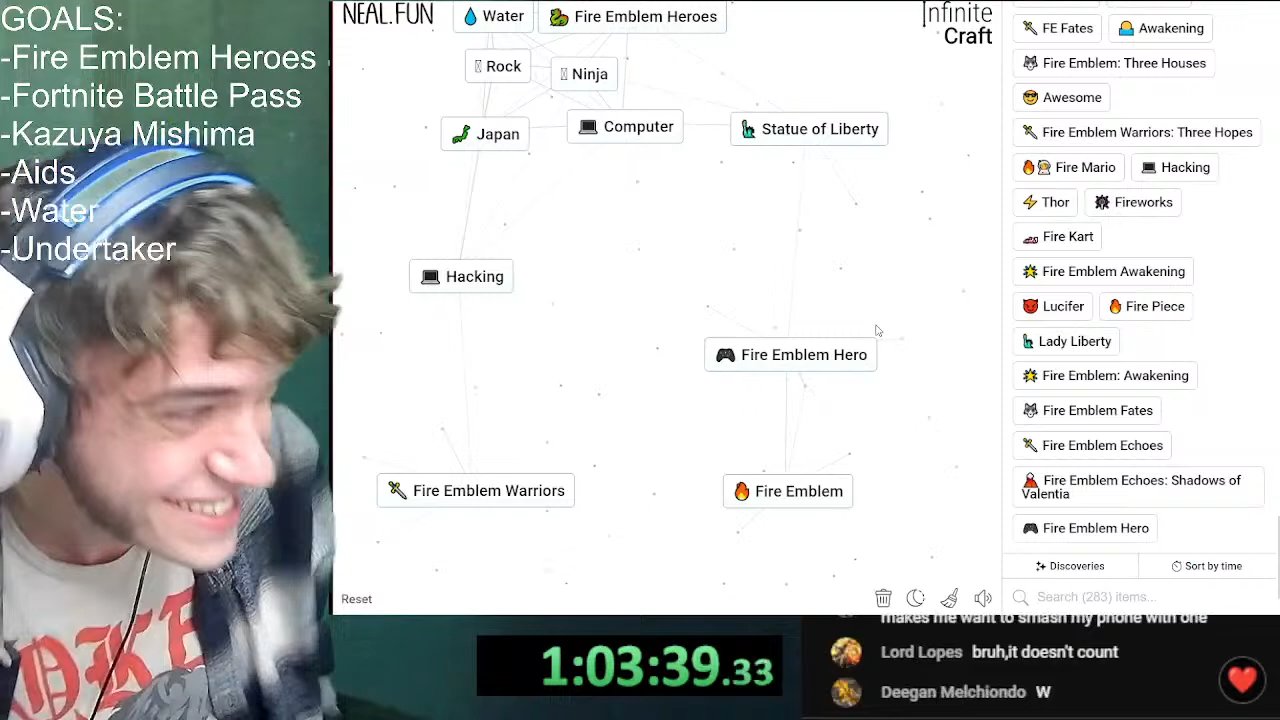 GOALS:
-Fire Emblem Heroes
-Fortnite Battle Pass
-Kazuya Mishima
-Aids
-Water
-Undertaker
NEAL.FUN
Water
Fire Emblem Heroes
Infinite
Craft
Rock
Ninja
Japan
Computer
Statue of Liberty
Hacking
Fire Emblem Hero
Fire Emblem Warriors
Fire Emblem
Reset
FE Fates
Awakening
Fire Emblem: Three Houses
Awesome
Fire Emblem Warriors: Three Hopes
Fire Mario
Hacking
Thor
Fireworks
Fire Kart
Fire Emblem Awakening
Lucifer
Fire Piece
Lady Liberty
Fire Emblem: Awakening
Fire Emblem Fates
Fire Emblem Echoes
Fire Emblem Echoes: Shadows of
Valentia
Fire Emblem Hero
Discoveries
Sort by time
Search (283) items...
1:03:39.33
makes me want to smash my phone with one
Lord Lopes bruh,it doesn't count
Deegan Melchiondo W